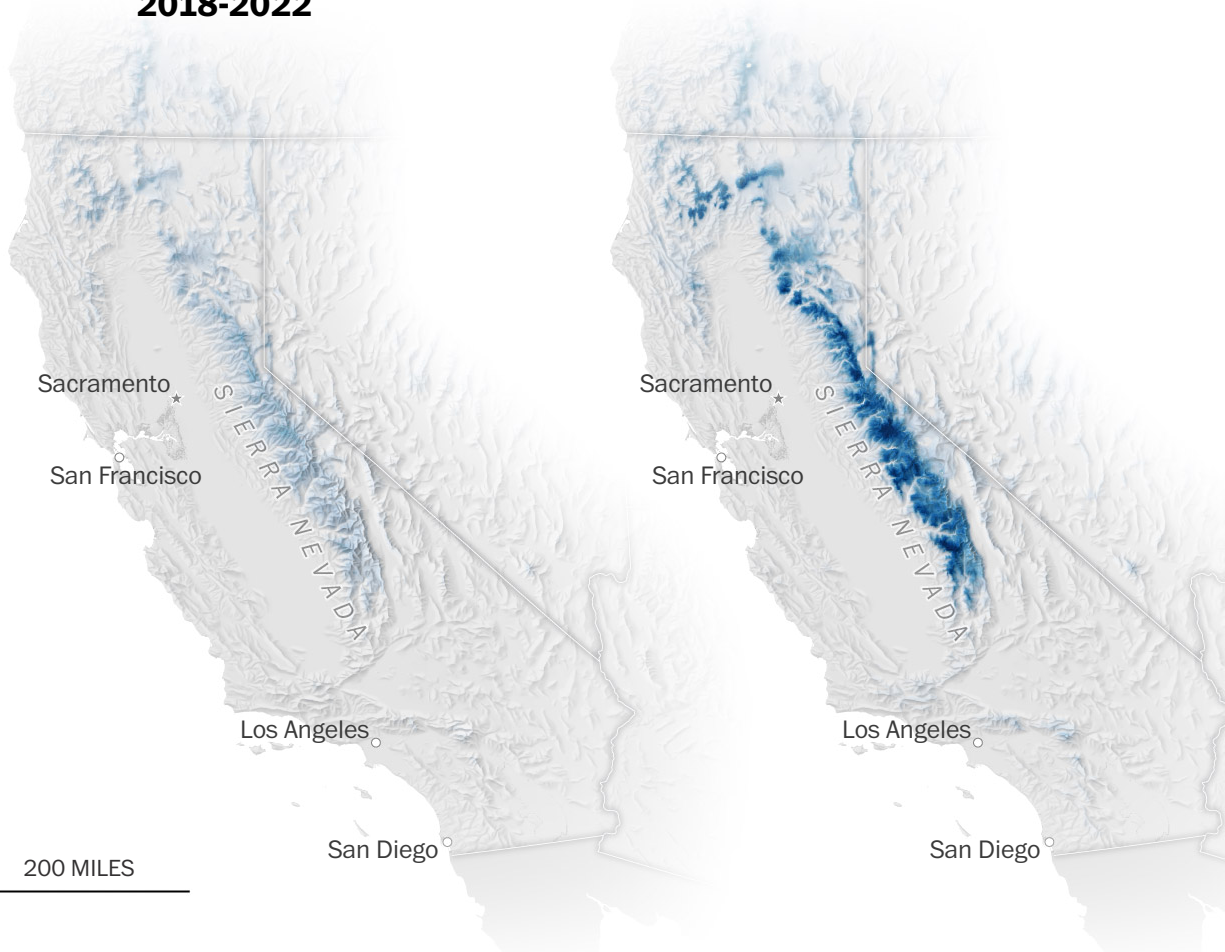 2018-2022
Sacramento
San Francisco
SIERRA NEVADA
Los Angeles
San Diego
200 MILES
Sacramento
San Francisco
SIERRA NEVADA
Los Angeles
San Diego